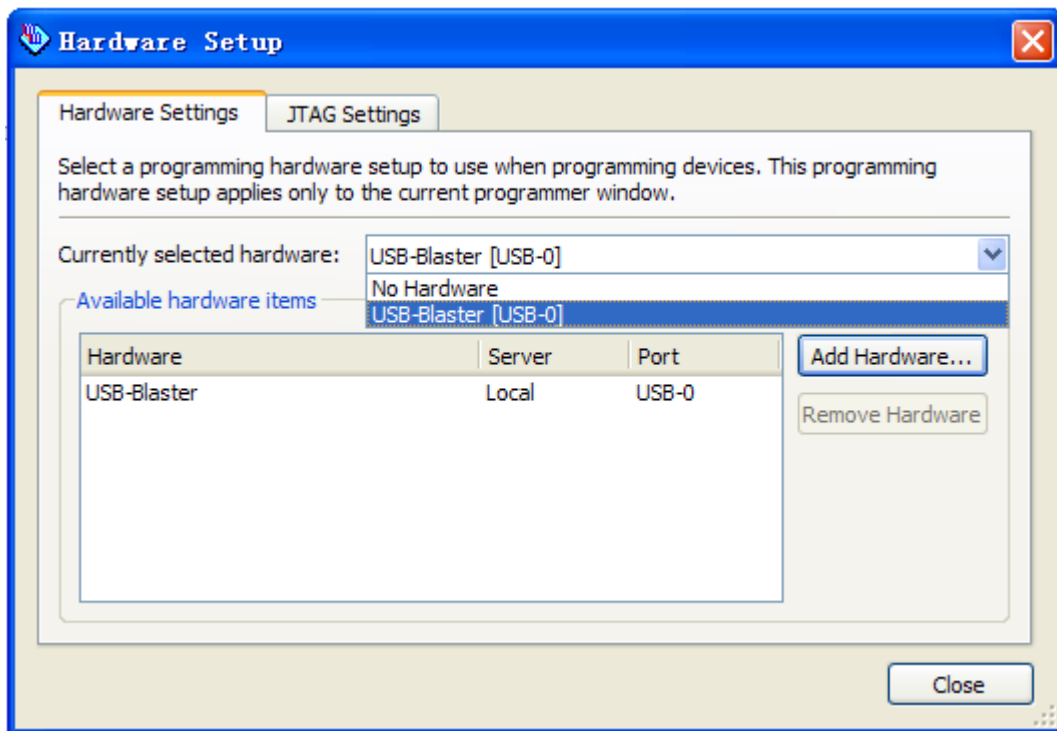 Hardware Setup
Hardware Settings
JTAG Settings
Select a programming hardware setup to use when programming devices. This programming
hardware setup applies only to the current programmer window.
Currently selected hardware:
USB-Blaster [USB-0]
No Hardware
USB-Blaster [USB-0]
Available hardware items
Hardware Server Port
USB-Blaster Local USB-0
Add Hardware...
Remove Hardware
Close